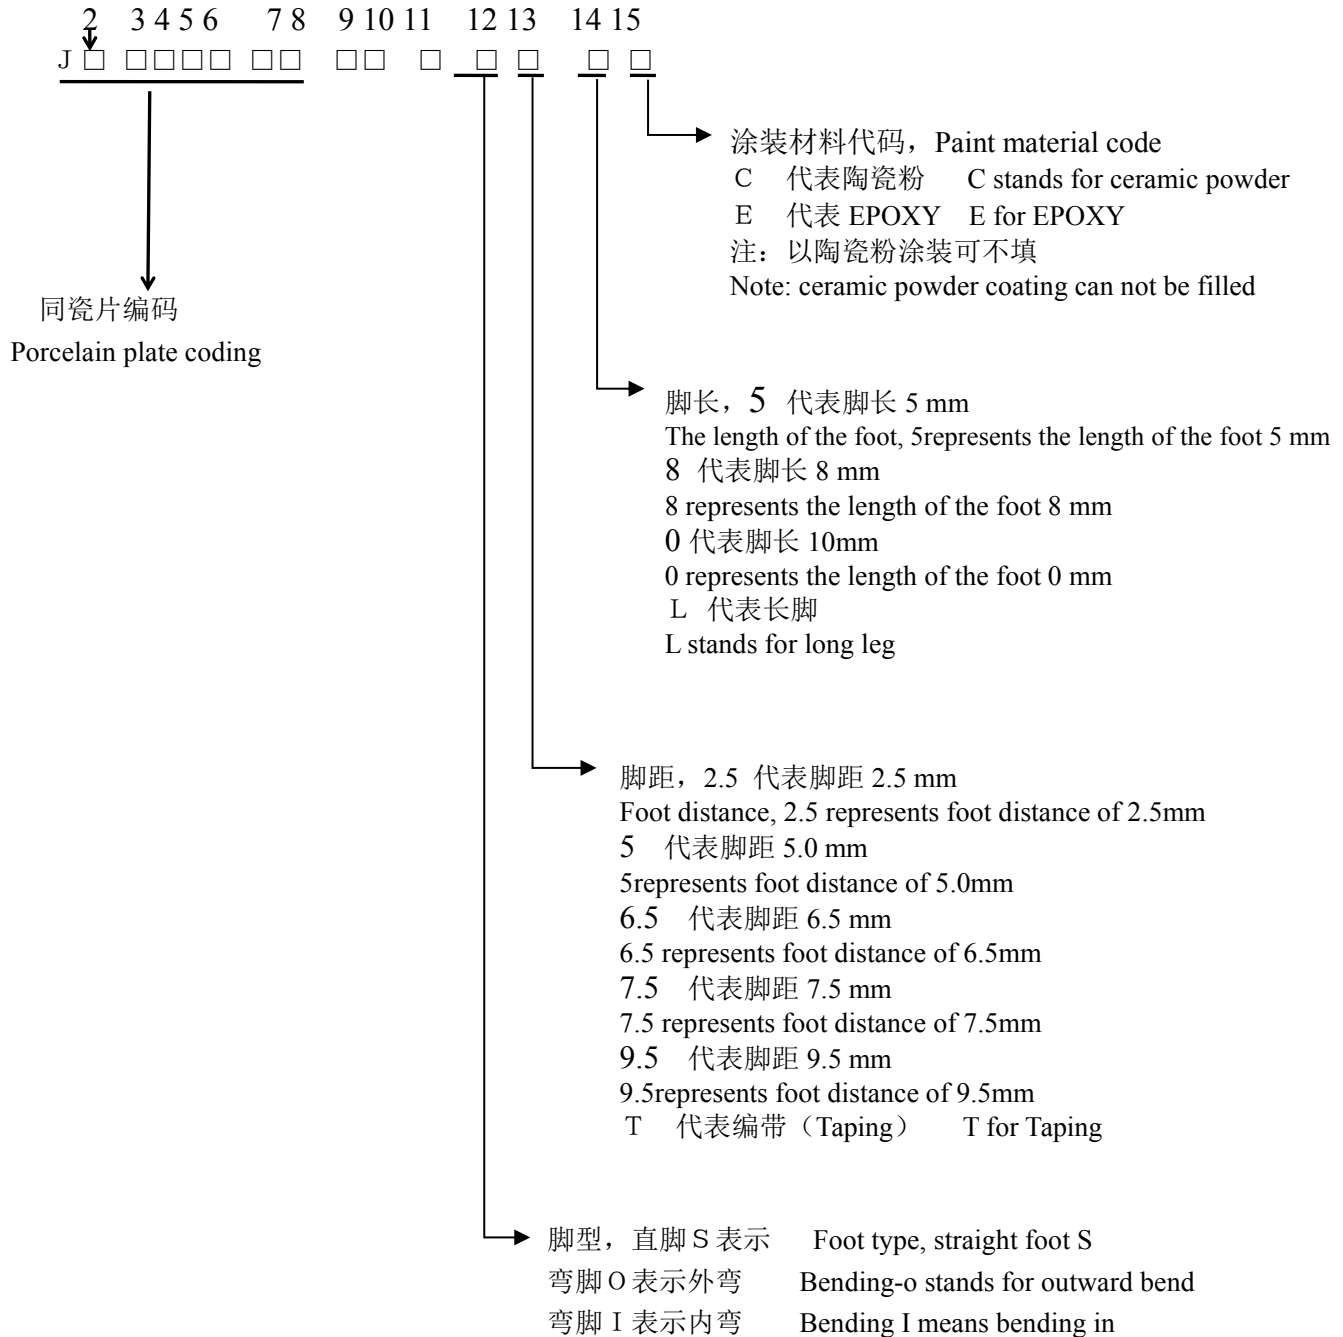 2 3 4 5 6 7 8 9 10 11 12 13 14 15
J □ □□□□ □□ □□ □ □ □ □ □
涂装材料代码，Paint material code
C 代表陶瓷粉 C stands for ceramic powder
E 代表 EPOXY E for EPOXY
注：以陶瓷粉涂装可不填
Note: ceramic powder coating can not be filled
同瓷片编码
Porcelain plate coding
脚长，5 代表脚长 5 mm
The length of the foot, 5represents the length of the foot 5 mm
8 代表脚长 8 mm
8 represents the length of the foot 8 mm
0 代表脚长 10mm
0 represents the length of the foot 0 mm
L 代表长脚
L stands for long leg
脚距，2.5 代表脚距 2.5 mm
Foot distance, 2.5 represents foot distance of 2.5mm
5 代表脚距 5.0 mm
5represents foot distance of 5.0mm
6.5 代表脚距 6.5 mm
6.5 represents foot distance of 6.5mm
7.5 代表脚距 7.5 mm
7.5 represents foot distance of 7.5mm
9.5 代表脚距 9.5 mm
9.5represents foot distance of 9.5mm
T 代表编带（Taping） T for Taping
脚型，直脚S表示 Foot type, straight foot S
弯脚O表示外弯 Bending-o stands for outward bend
弯脚I表示内弯 Bending I means bending in